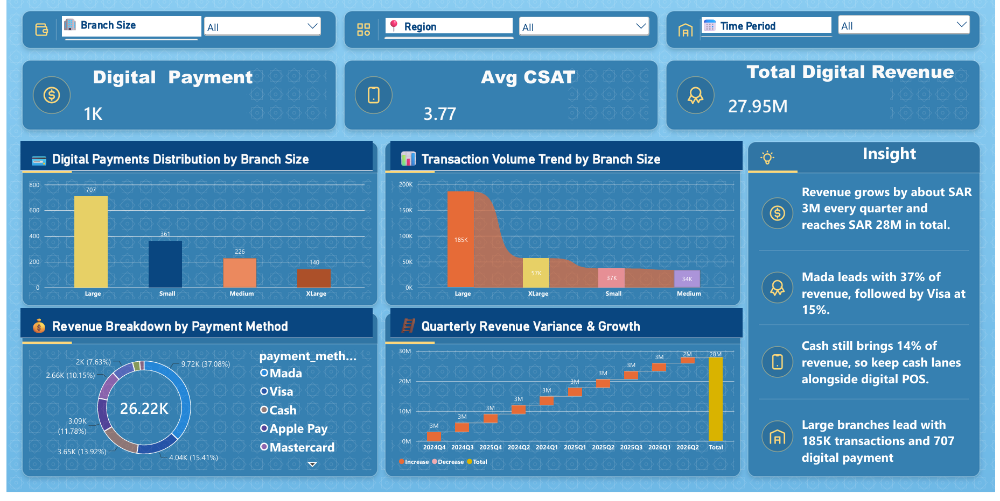 Branch Size
All
Region
All
Time Period
All
Digital  Payment
1K
Avg CSAT
3.77
Total Digital Revenue
27.95M
Digital Payments Distribution by Branch Size
800
600
400
200
0
707
361
226
140
Large
Small
Medium
XLarge
Transaction Volume Trend by Branch Size
200K
150K
100K
50K
0K
185K
57K
37K
34K
Large
XLarge
Small
Medium
Revenue Breakdown by Payment Method
2K (7.63%)
2.66K (10.15%)
3.09K
(11.78%)
3.65K (13.92%)
9.72K (37.08%)
4.04K (15.41%)
26.22K
payment_meth...
Mada
Visa
Cash
Apple Pay
Mastercard
Quarterly Revenue Variance & Growth
30M
20M
10M
0M
3M
3M
3M
3M
3M
3M
3M
3M
3M
2M
28M
2024Q4
2024Q3
2025Q4
2024Q2
2024Q1
2025Q1
2025Q2
2025Q3
2026Q1
2026Q2
Total
Increase
Decrease
Total
Insight
Revenue grows by about SAR
3M every quarter and
reaches SAR 28M in total.
Mada leads with 37% of
revenue, followed by Visa at
15%.
Cash still brings 14% of
revenue, so keep cash lanes
alongside digital POS.
Large branches lead with
185K transactions and 707
digital payment